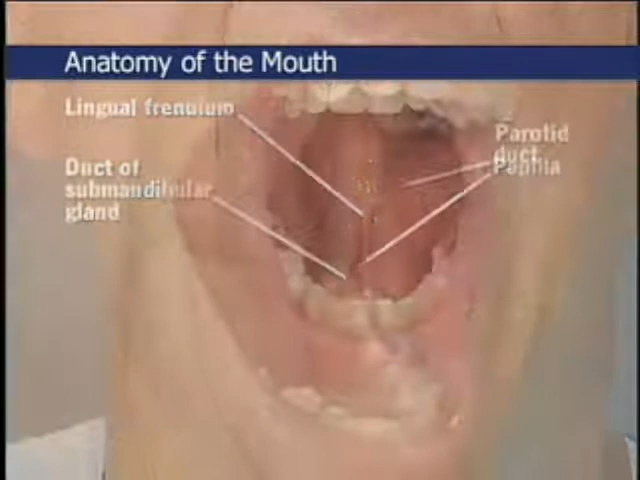 Anatomy of the Mouth
Lingual frenulum
Duct of
submandibular
gland
Parotid
duct
Papilla